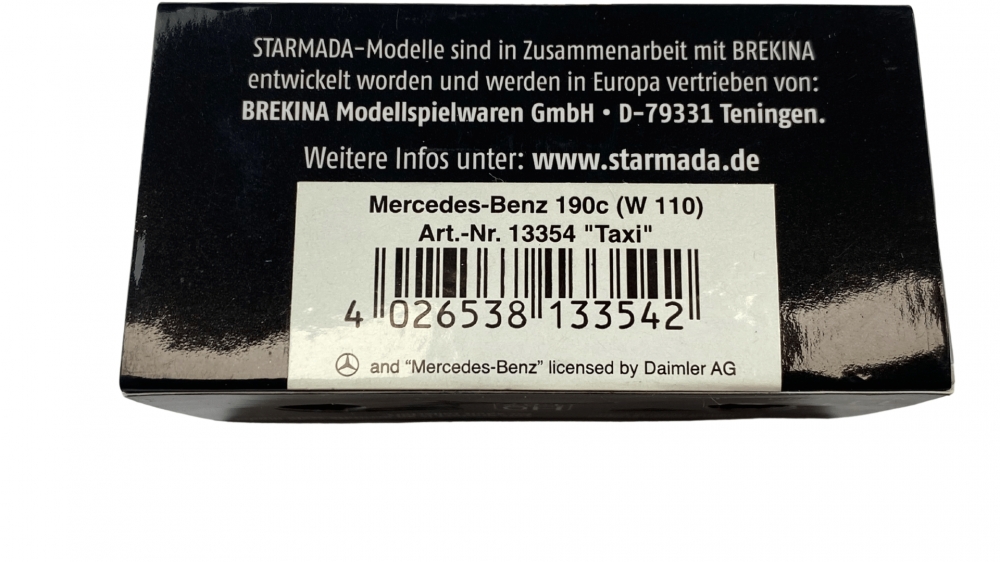 STARMADA-Modelle sind in Zusammenarbeit mit BREKINA
entwickelt worden und werden in Europa vertrieben von:
BREKINA Modellspielwaren GmbH • D-79331 Teningen.
Weitere Infos unter: www.starmada.de
Mercedes-Benz 190c (W 110)
Art.-Nr. 13354 "Taxi"
4 026538 133542
and “Mercedes-Benz” licensed by Daimler AG